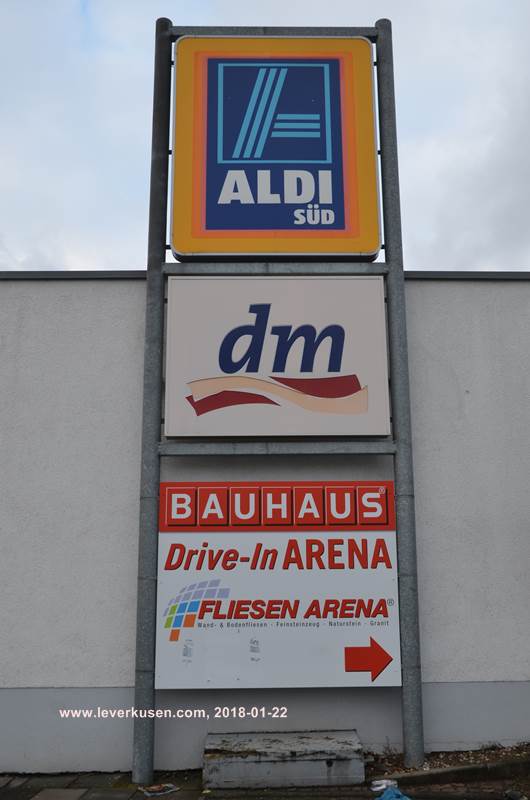 ALDI
SÜD
dm
BAUHAUS®
Drive-In ARENA
FLIESEN ARENA®
Wand- & Bodenfliesen - Feinsteinzeug - Naturstein - Granit
www.leverkusen.com, 2018-01-22